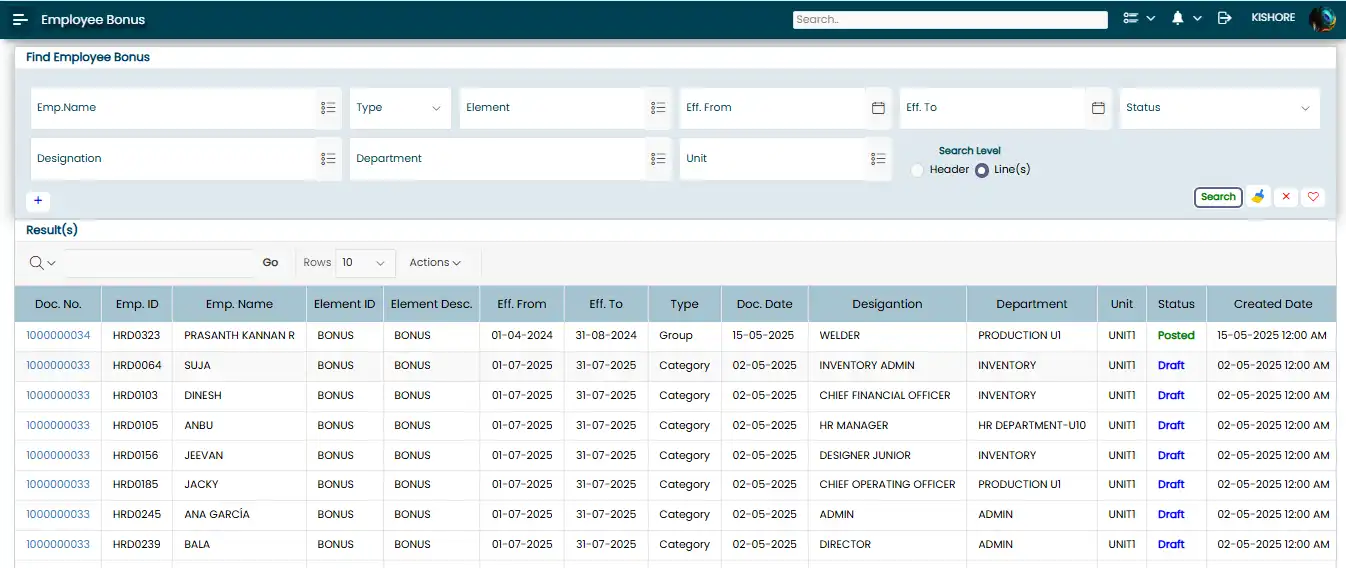 Employee Bonus Search.. KISHORE
Find Employee Bonus
Emp.Name Type Element Eff. From Eff. To Status
Designation Department Unit Search Level
Header Line(s)
+ Search
Result(s)
Go Rows 10 Actions
Doc. No. Emp. ID Emp. Name Element ID Element Desc. Eff. From Eff. To Type Doc. Date Desigantion Department Unit Status Created Date
1000000034 HRD0323 PRASANTH KANNAN R BONUS BONUS 01-04-2024 31-08-2024 Group 15-05-2025 WELDER PRODUCTION U1 UNIT1 Posted 15-05-2025 12:00 AM
1000000033 HRD0064 SUJA BONUS BONUS 01-07-2025 31-07-2025 Category 02-05-2025 INVENTORY ADMIN INVENTORY UNIT1 Draft 02-05-2025 12:00 AM
1000000033 HRD0103 DINESH BONUS BONUS 01-07-2025 31-07-2025 Category 02-05-2025 CHIEF FINANCIAL OFFICER INVENTORY UNIT1 Draft 02-05-2025 12:00 AM
1000000033 HRD0105 ANBU BONUS BONUS 01-07-2025 31-07-2025 Category 02-05-2025 HR MANAGER HR DEPARTMENT-U10 UNIT1 Draft 02-05-2025 12:00 AM
1000000033 HRD0156 JEEVAN BONUS BONUS 01-07-2025 31-07-2025 Category 02-05-2025 DESIGNER JUNIOR INVENTORY UNIT1 Draft 02-05-2025 12:00 AM
1000000033 HRD0185 JACKY BONUS BONUS 01-07-2025 31-07-2025 Category 02-05-2025 CHIEF OPERATING OFFICER PRODUCTION U1 UNIT1 Draft 02-05-2025 12:00 AM
1000000033 HRD0245 ANA GARCÍA BONUS BONUS 01-07-2025 31-07-2025 Category 02-05-2025 ADMIN ADMIN UNIT1 Draft 02-05-2025 12:00 AM
1000000033 HRD0239 BALA BONUS BONUS 01-07-2025 31-07-2025 Category 02-05-2025 DIRECTOR ADMIN UNIT1 Draft 02-05-2025 12:00 AM